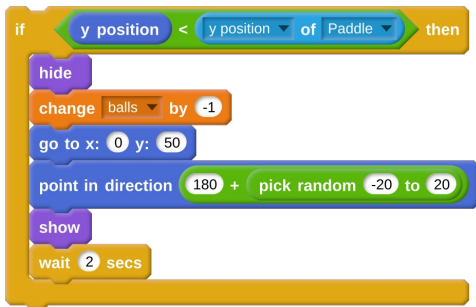 if y position < y position of Paddle then
hide
change balls by -1
go to x: 0 y: 50
point in direction 180 + pick random -20 to 20
show
wait 2 secs